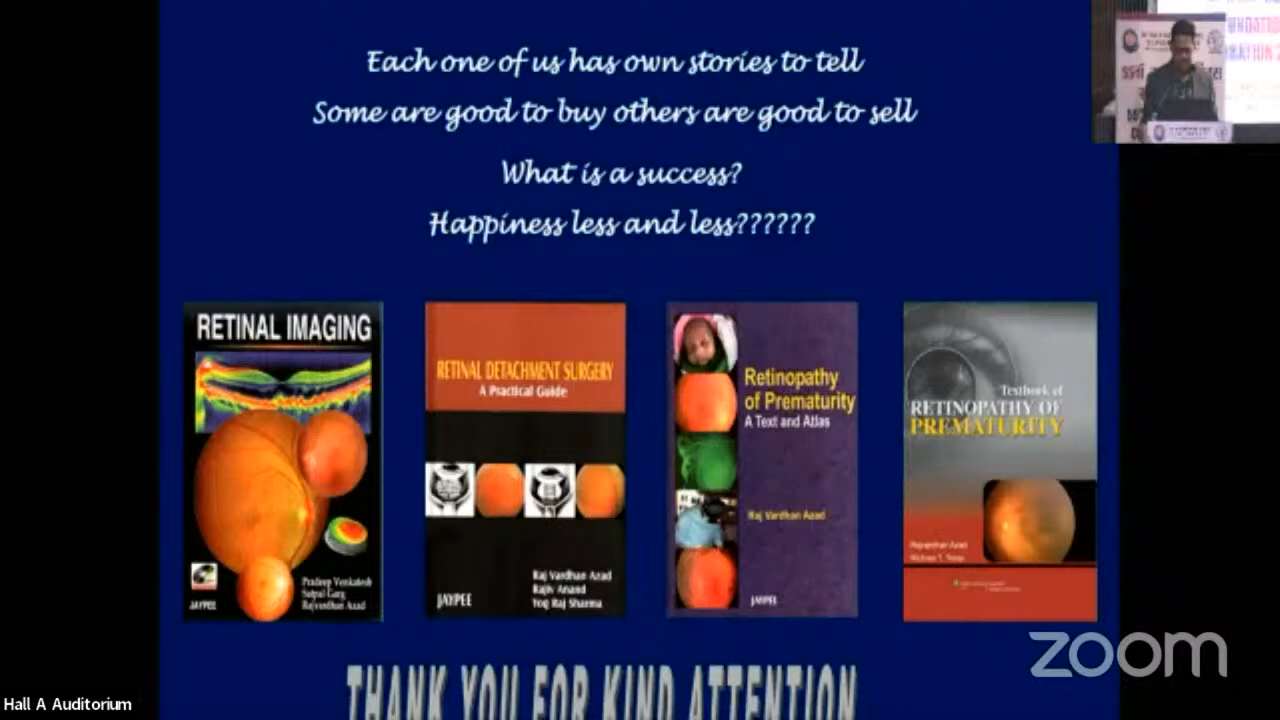 Each one of us has own stories to tell
Some are good to buy others are good to sell
What is a success?
Happiness less and less??????
RETINAL IMAGING
Pradeep Venkatesh
Satpal Garg
Rajvardhan Azad
JAYPEE
RETINAL DETACHMENT SURGERY
A Practical Guide
Raj Vardhan Azad
Rajiv Anand
Yog Raj Sharma
JAYPEE
Retinopathy
of Prematurity
A Text and Atlas
Raj Vardhan Azad
JAYPEE
Textbook of
RETINOPATHY OF
PREMATURITY
Rajvardhan Azad
THANK YOU FOR KIND ATTENTION
zoom
Hall A Auditorium